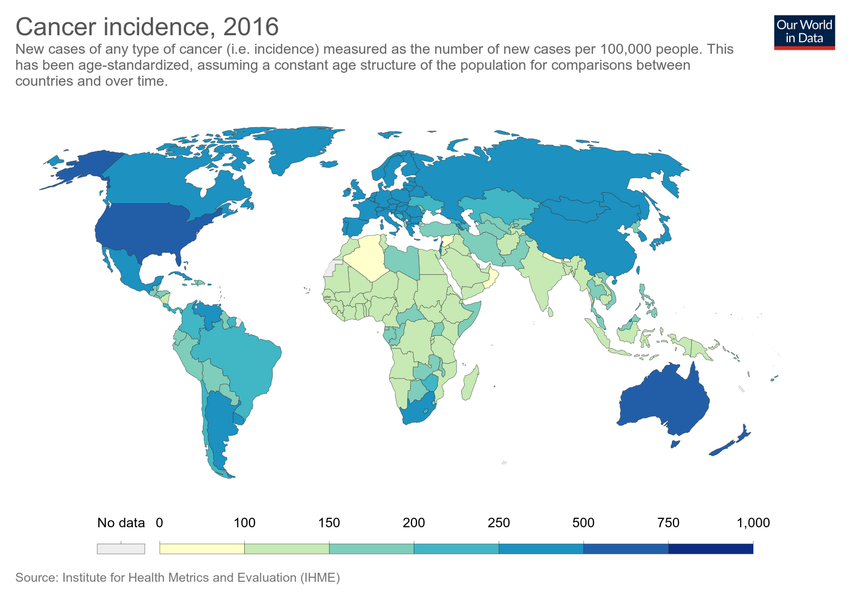 Cancer incidence, 2016
Our World
in Data
New cases of any type of cancer (i.e. incidence) measured as the number of new cases per 100,000 people. This
has been age-standardized, assuming a constant age structure of the population for comparisons between
countries and over time.
No data 0 100 150 200 250 500 750 1,000
Source: Institute for Health Metrics and Evaluation (IHME)